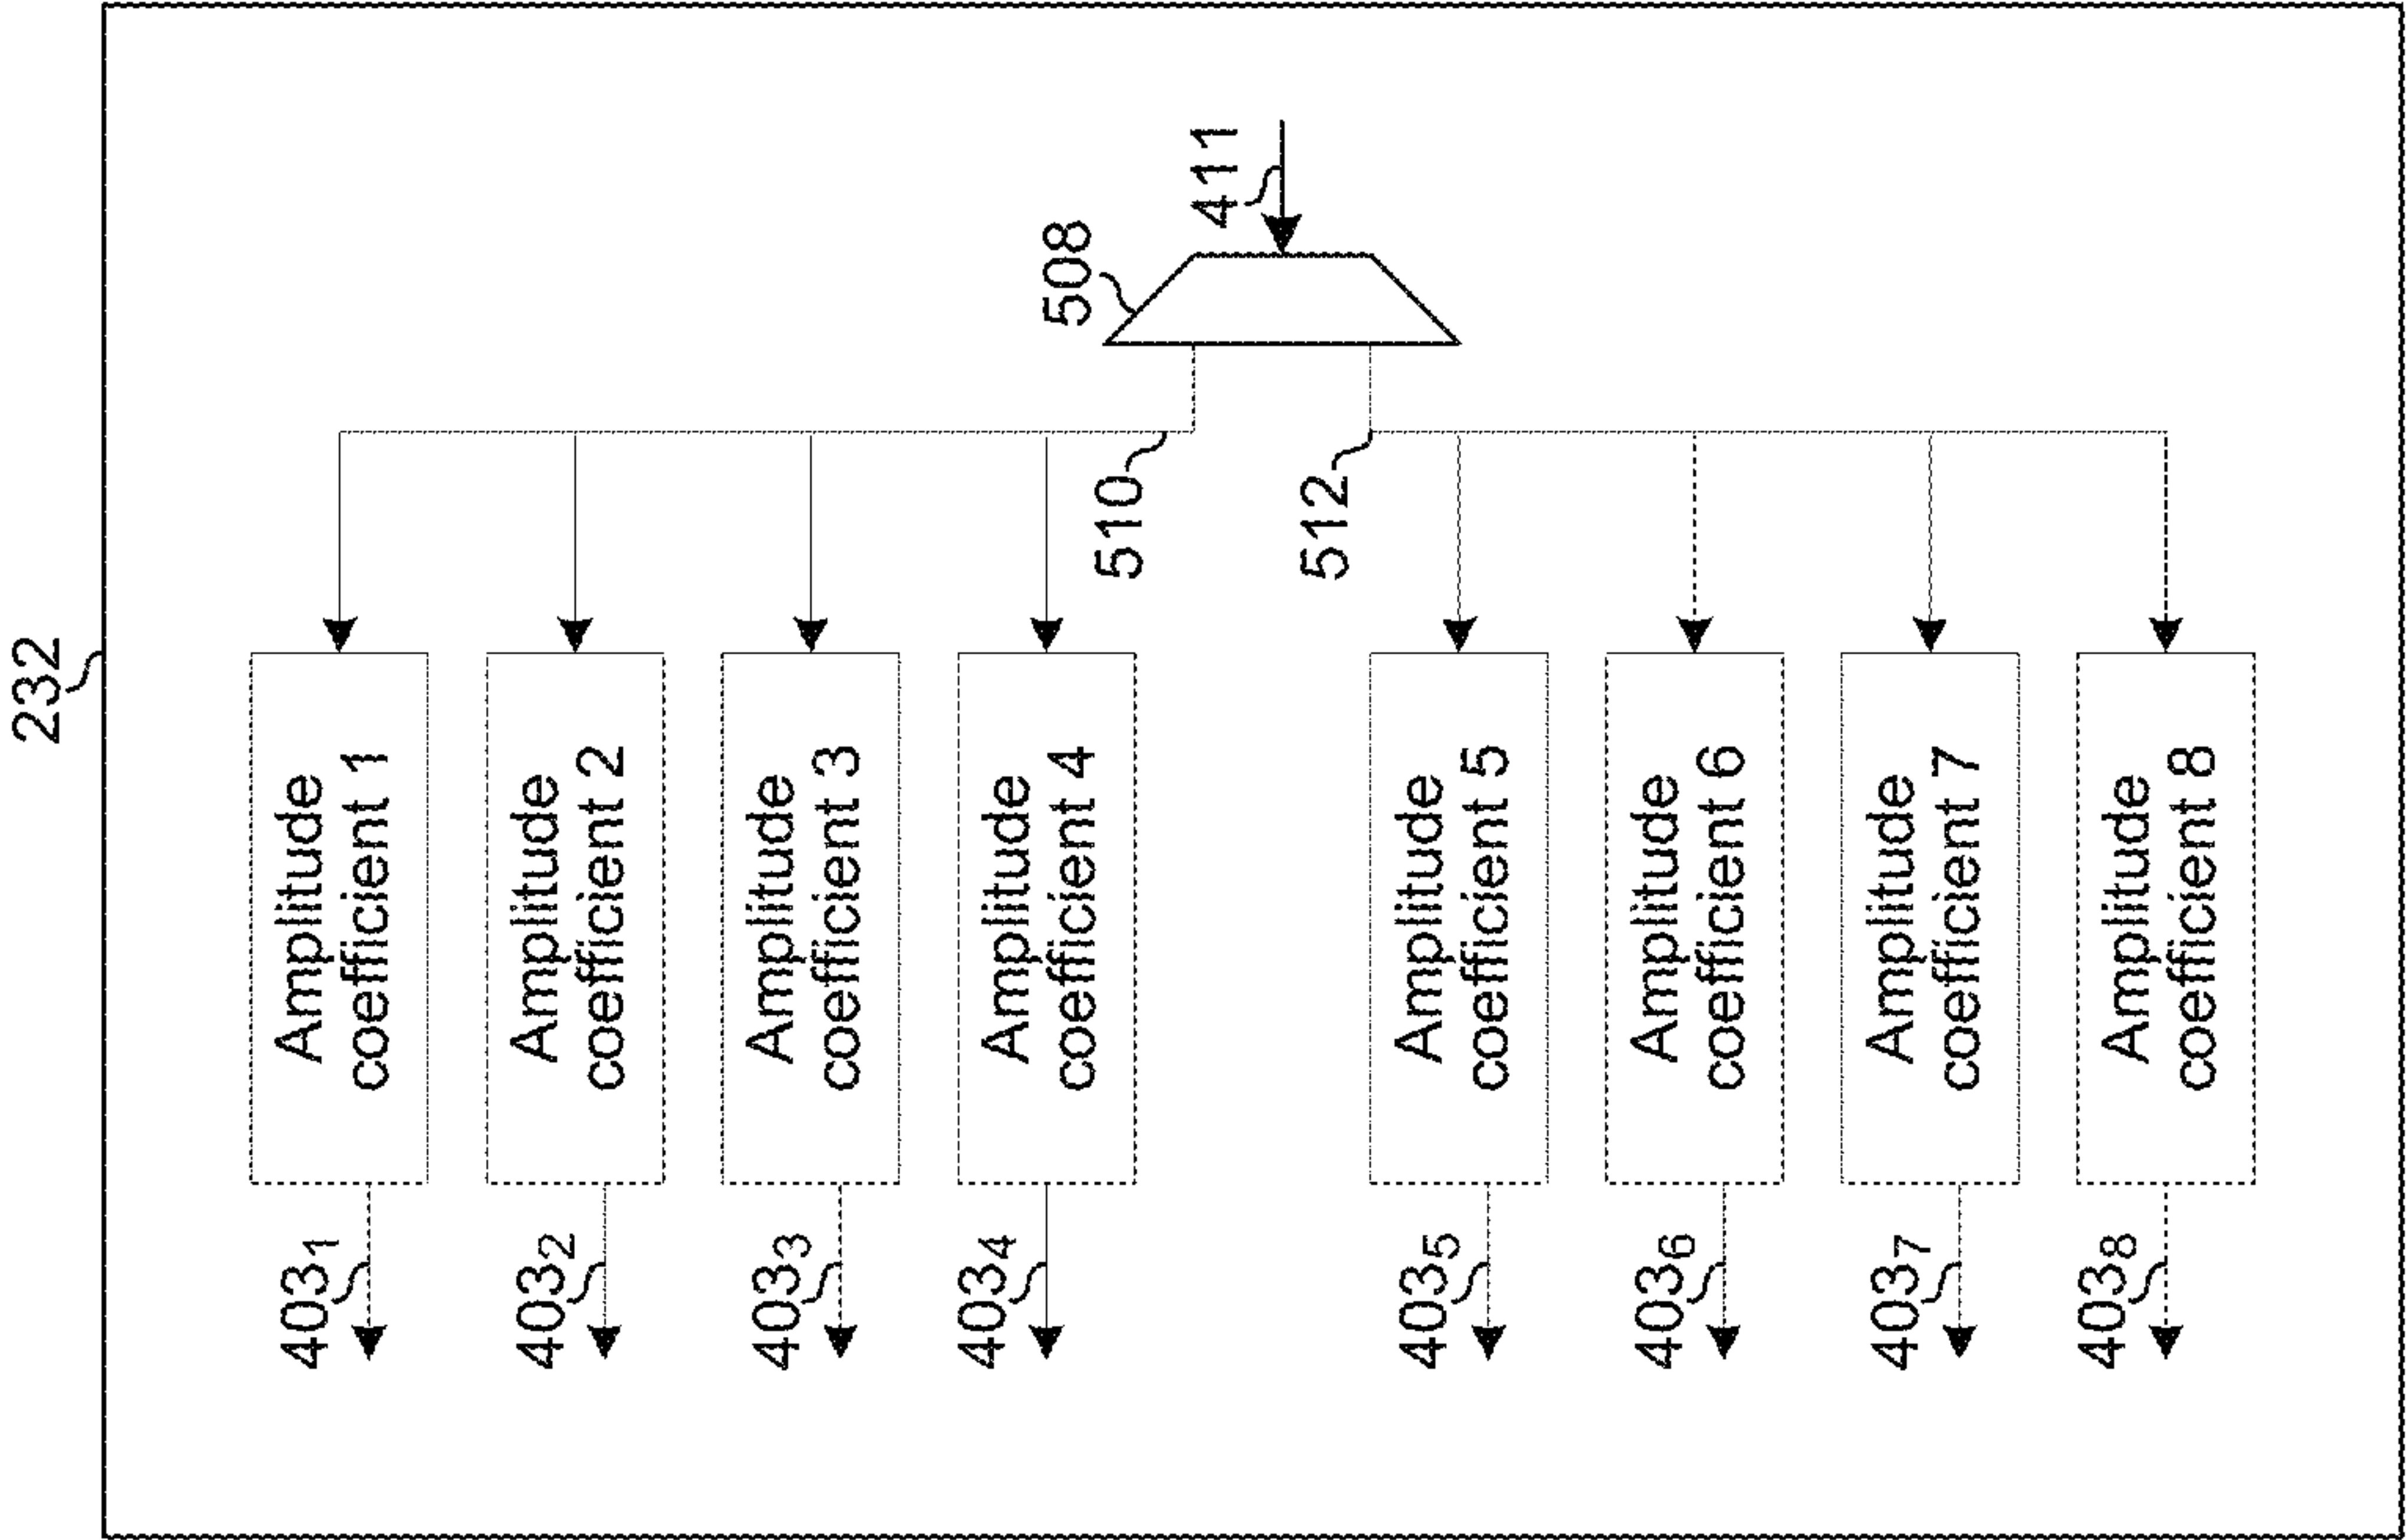 232
Amplitude
coefficient 1
403₁
Amplitude
coefficient 2
403₂
Amplitude
coefficient 3
403₃
Amplitude
coefficient 4
403₄
510
508
411
512
Amplitude
coefficient 5
403₅
Amplitude
coefficient 6
403₆
Amplitude
coefficient 7
403₇
Amplitude
coefficient 8
403₈